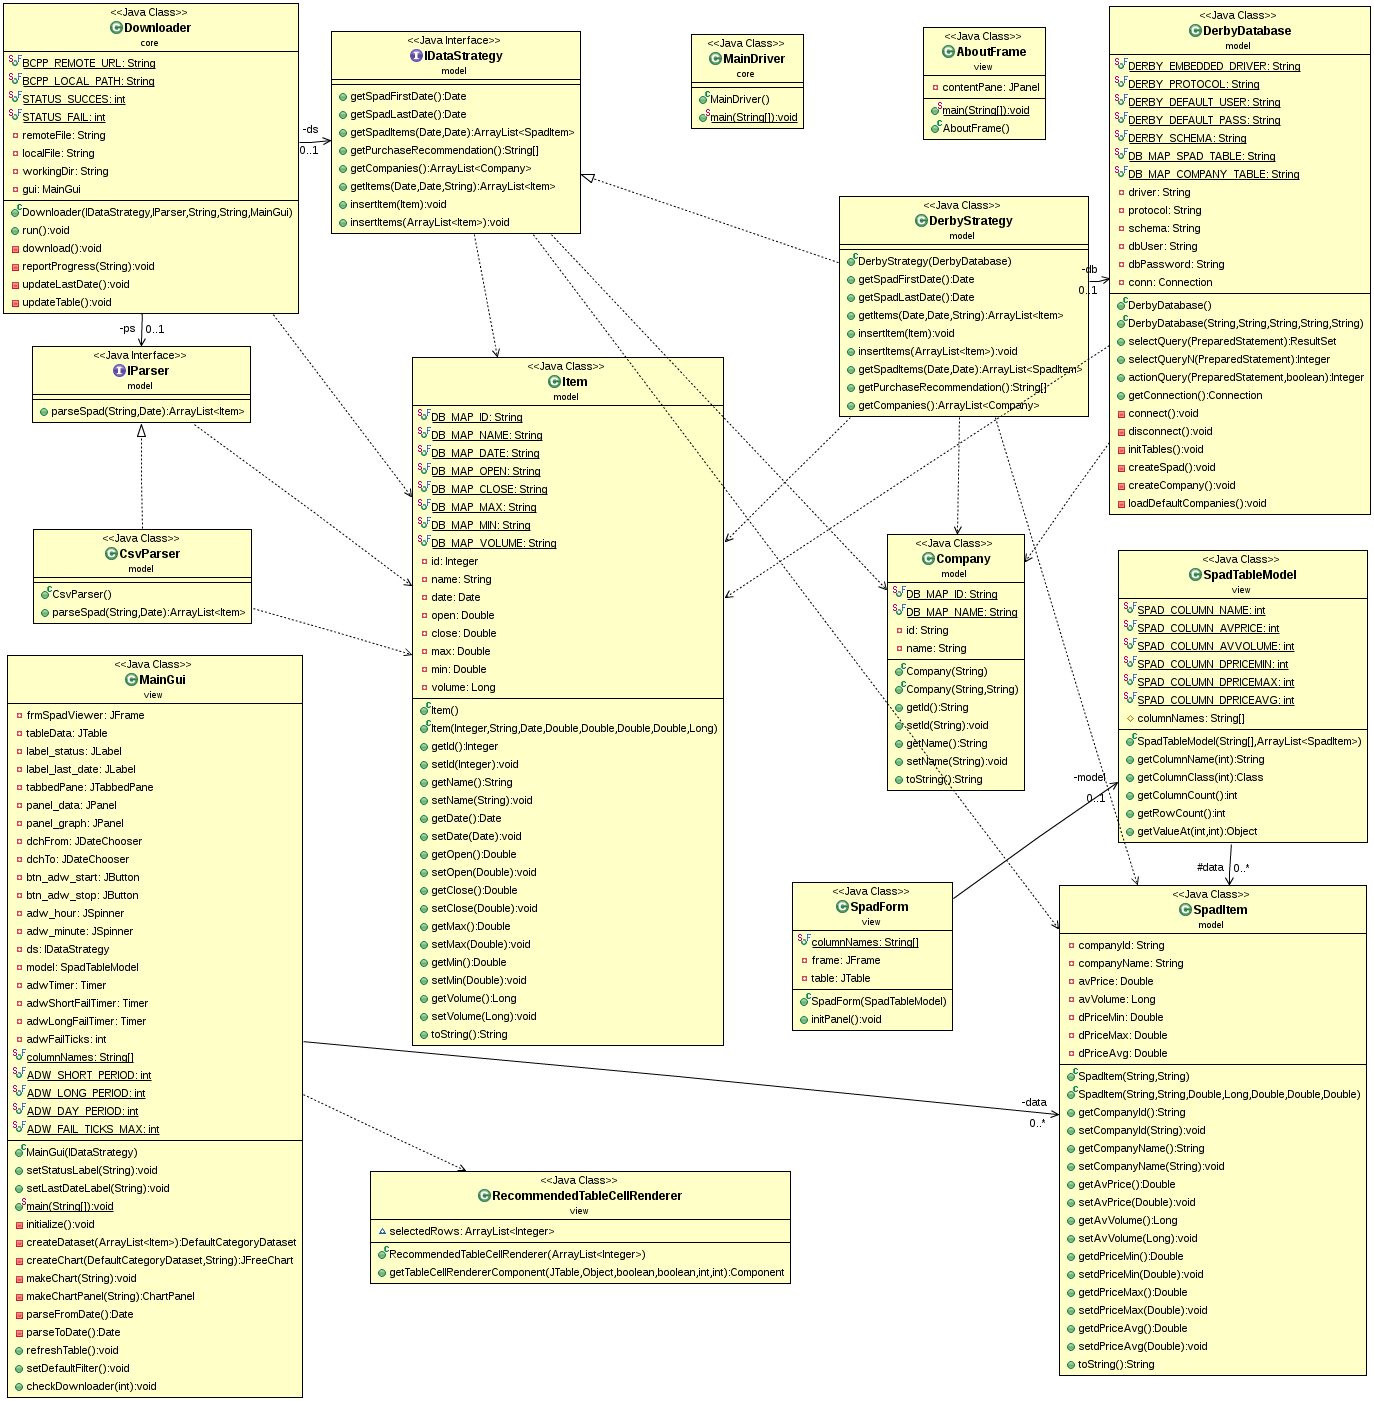 <<Java Class>>
Downloader
core
BCPP_REMOTE_URL: String
BCPP_LOCAL_PATH: String
STATUS_SUCCES: int
STATUS_FAIL: int
remoteFile: String
localFile: String
workingDir: String
gui: MainGui
Downloader(IDataStrategy,IParser,String,String,MainGui)
run():void
download():void
reportProgress(String):void
updateLastDate():void
updateTable():void
-ds
0..1
<<Java Interface>>
IDataStrategy
model
getSpadFirstDate():Date
getSpadLastDate():Date
getSpadItems(Date,Date):ArrayList<SpadItem>
getPurchaseRecommendation():String[]
getCompanies():ArrayList<Company>
getItems(Date,Date,String):ArrayList<Item>
insertItem(Item):void
insertItems(ArrayList<Item>):void
<<Java Class>>
MainDriver
core
MainDriver()
main(String[]):void
<<Java Class>>
AboutFrame
view
contentPane: JPanel
main(String[]):void
AboutFrame()
<<Java Class>>
DerbyDatabase
model
DERBY_EMBEDDED_DRIVER: String
DERBY_PROTOCOL: String
DERBY_DEFAULT_USER: String
DERBY_DEFAULT_PASS: String
DERBY_SCHEMA: String
DB_MAP_SPAD_TABLE: String
DB_MAP_COMPANY_TABLE: String
driver: String
protocol: String
schema: String
dbUser: String
dbPassword: String
conn: Connection
DerbyDatabase()
DerbyDatabase(String,String,String,String,String)
selectQuery(PreparedStatement):ResultSet
selectQueryN(PreparedStatement):Integer
actionQuery(PreparedStatement,boolean):Integer
getConnection():Connection
connect():void
disconnect():void
initTables():void
createSpad():void
createCompany():void
loadDefaultCompanies():void
<<Java Class>>
DerbyStrategy
model
DerbyStrategy(DerbyDatabase)
getSpadFirstDate():Date
getSpadLastDate():Date
getItems(Date,Date,String):ArrayList<Item>
insertItem(Item):void
insertItems(ArrayList<Item>):void
getSpadItems(Date,Date):ArrayList<SpadItem>
getPurchaseRecommendation():String[]
getCompanies():ArrayList<Company>
-db
0..1
-ps
0..1
<<Java Interface>>
IParser
model
parseSpad(String,Date):ArrayList<Item>
<<Java Class>>
CsvParser
model
CsvParser()
parseSpad(String,Date):ArrayList<Item>
<<Java Class>>
Item
model
DB_MAP_ID: String
DB_MAP_NAME: String
DB_MAP_DATE: String
DB_MAP_OPEN: String
DB_MAP_CLOSE: String
DB_MAP_MAX: String
DB_MAP_MIN: String
DB_MAP_VOLUME: String
id: Integer
name: String
date: Date
open: Double
close: Double
max: Double
min: Double
volume: Long
Item()
Item(Integer,String,Date,Double,Double,Double,Double,Long)
getId():Integer
setId(Integer):void
getName():String
setName(String):void
getDate():Date
setDate(Date):void
getOpen():Double
setOpen(Double):void
getClose():Double
setClose(Double):void
getMax():Double
setMax(Double):void
getMin():Double
setMin(Double):void
getVolume():Long
setVolume(Long):void
toString():String
<<Java Class>>
Company
model
DB_MAP_ID: String
DB_MAP_NAME: String
id: String
name: String
Company(String)
Company(String,String)
getId():String
setId(String):void
getName():String
setName(String):void
toString():String
<<Java Class>>
SpadTableModel
view
SPAD_COLUMN_NAME: int
SPAD_COLUMN_AVPRICE: int
SPAD_COLUMN_AVVOLUME: int
SPAD_COLUMN_DPRICEMIN: int
SPAD_COLUMN_DPRICEMAX: int
SPAD_COLUMN_DPRICEAVG: int
columnNames: String[]
SpadTableModel(String[],ArrayList<SpadItem>)
getColumnName(int):String
getColumnClass(int):Class
getColumnCount():int
getRowCount():int
getValueAt(int,int):Object
-model
0..1
#data
0..*
<<Java Class>>
MainGui
view
frmSpadViewer: JFrame
tableData: JTable
label_status: JLabel
label_last_date: JLabel
tabbedPane: JTabbedPane
panel_data: JPanel
panel_graph: JPanel
dchFrom: JDateChooser
dchTo: JDateChooser
btn_adw_start: JButton
btn_adw_stop: JButton
adw_hour: JSpinner
adw_minute: JSpinner
ds: IDataStrategy
model: SpadTableModel
adwTimer: Timer
adwShortFailTimer: Timer
adwLongFailTimer: Timer
adwFailTicks: int
columnNames: String[]
ADW_SHORT_PERIOD: int
ADW_LONG_PERIOD: int
ADW_DAY_PERIOD: int
ADW_FAIL_TICKS_MAX: int
MainGui(IDataStrategy)
setStatusLabel(String):void
setLastDateLabel(String):void
main(String[]):void
initialize():void
createDataset(ArrayList<Item>):DefaultCategoryDataset
createChart(DefaultCategoryDataset,String):JFreeChart
makeChart(String):void
makeChartPanel(String):ChartPanel
parseFromDate():Date
parseToDate():Date
refreshTable():void
setDefaultFilter():void
checkDownloader(int):void
<<Java Class>>
SpadForm
view
columnNames: String[]
frame: JFrame
table: JTable
SpadForm(SpadTableModel)
initPanel():void
<<Java Class>>
SpadItem
model
companyId: String
companyName: String
avPrice: Double
avVolume: Long
dPriceMin: Double
dPriceMax: Double
dPriceAvg: Double
SpadItem(String,String)
SpadItem(String,String,Double,Long,Double,Double,Double)
getCompanyId():String
setCompanyId(String):void
getCompanyName():String
setCompanyName(String):void
getAvPrice():Double
setAvPrice(Double):void
getAvVolume():Long
setAvVolume(Long):void
getdPriceMin():Double
setdPriceMin(Double):void
getdPriceMax():Double
setdPriceMax(Double):void
getdPriceAvg():Double
setdPriceAvg(Double):void
toString():String
-data
0..*
<<Java Class>>
RecommendedTableCellRenderer
view
selectedRows: ArrayList<Integer>
RecommendedTableCellRenderer(ArrayList<Integer>)
getTableCellRendererComponent(JTable,Object,boolean,boolean,int,int):Component